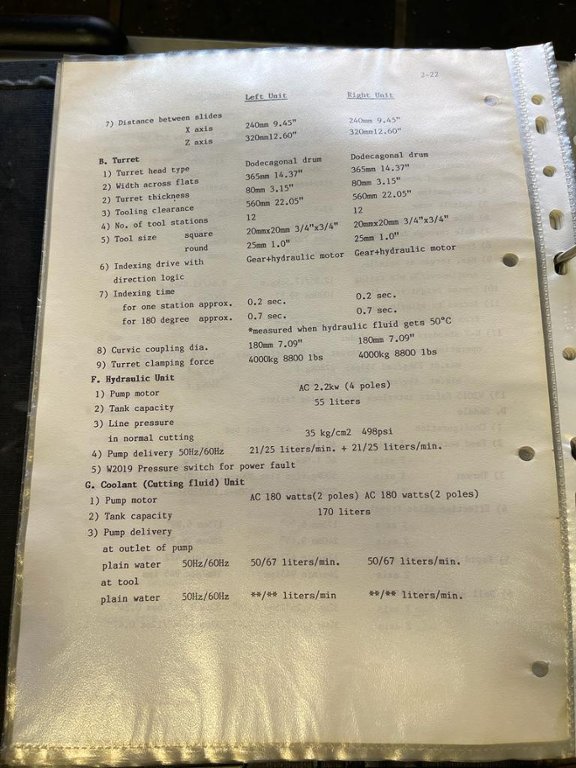 2-22
Left Unit Right Unit
7) Distance between slides
X axis 240mm 9.45" 240mm 9.45"
Z axis 320mm12.60" 320mm12.60"
B. Turret
1) Turret head type Dodecagonal drum Dodecagonal drum
2) Width across flats 365mm 14.37" 365mm 14.37"
2) Turret thickness 80mm 3.15" 80mm 3.15"
3) Tooling clearance 560mm 22.05" 560mm 22.05"
4) No. of tool stations 12 12
5) Tool size square 20mmx20mm 3/4"x3/4" 20mmx20mm 3/4"x3/4"
round 25mm 1.0" 25mm 1.0"
6) Indexing drive with Gear+hydraulic motor Gear+hydraulic motor
direction logic
7) Indexing time
for one station approx. 0.2 sec. 0.2 sec.
for 180 degree approx. 0.7 sec. 0.7 sec.
*measured when hydraulic fluid gets 50°C
8) Curvic coupling dia. 180mm 7.09" 180mm 7.09"
9) Turret clamping force 4000kg 8800 lbs 4000kg 8800 lbs
F. Hydraulic Unit
1) Pump motor AC 2.2kw (4 poles)
2) Tank capacity 55 liters
3) Line pressure
in normal cutting 35 kg/cm2 498psi
4) Pump delivery 50Hz/60Hz 21/25 liters/min. + 21/25 liters/min.
5) W2019 Pressure switch for power fault
G. Coolant (Cutting fluid) Unit
1) Pump motor AC 180 watts(2 poles) AC 180 watts(2 poles)
2) Tank capacity 170 liters
3) Pump delivery
at outlet of pump
plain water 50Hz/60Hz 50/67 liters/min. 50/67 liters/min.
at tool
plain water 50Hz/60Hz **/** liters/min **/** liters/min.